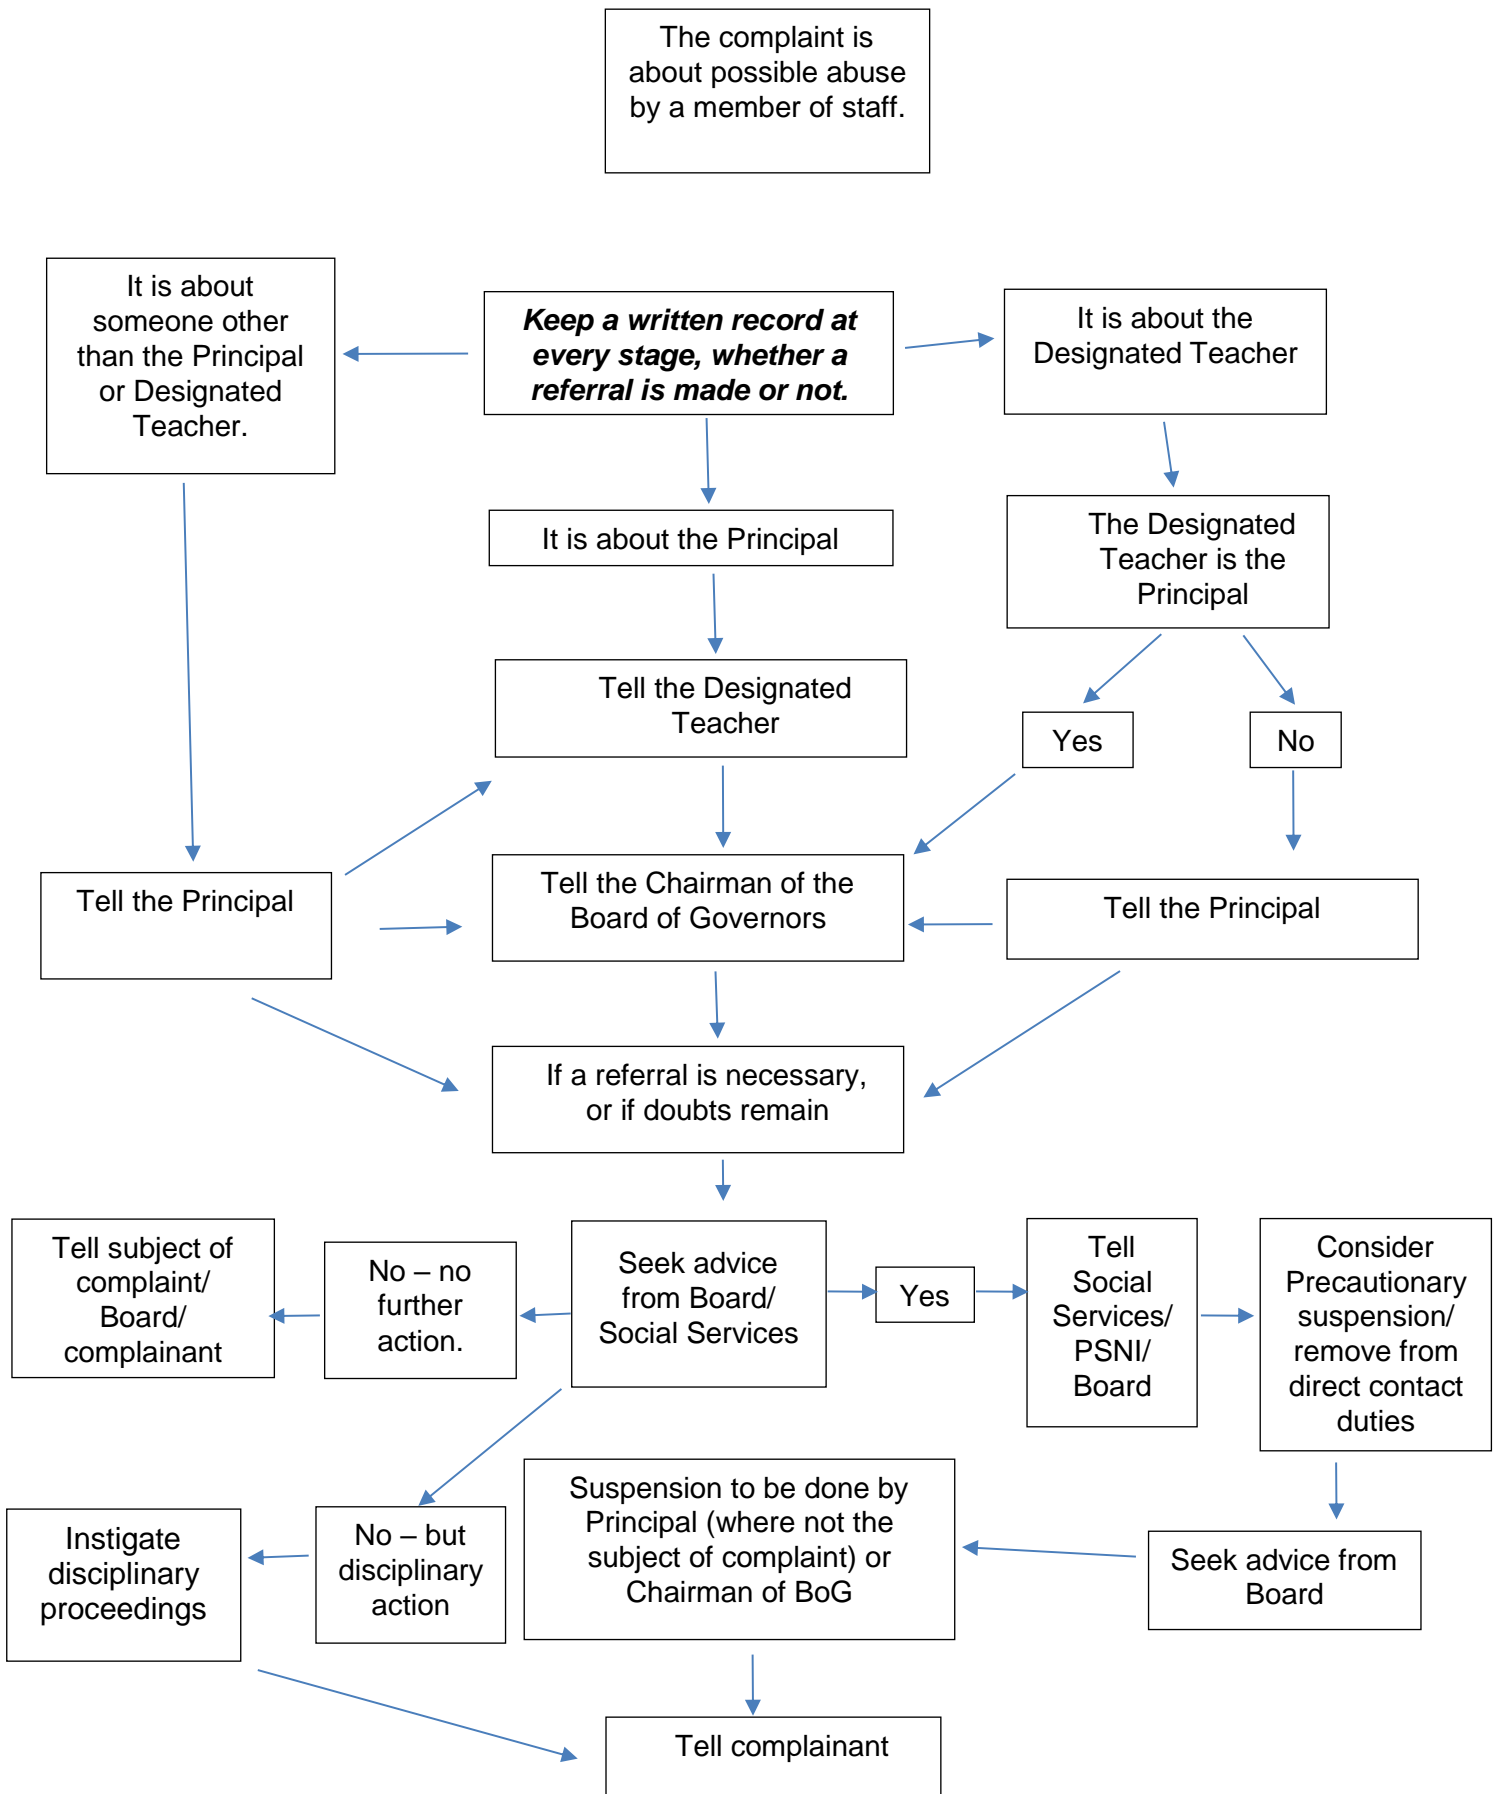 The complaint is
about possible abuse
by a member of staff.
It is about
someone other
than the Principal
or Designated
Teacher.
Keep a written record at
every stage, whether a
referral is made or not.
It is about the
Designated Teacher
It is about the Principal
The Designated
Teacher is the
Principal
Tell the Designated
Teacher
Yes
No
Tell the Principal
Tell the Chairman of the
Board of Governors
Tell the Principal
If a referral is necessary,
or if doubts remain
Tell subject of
complaint/
Board/
complainant
No – no
further
action.
Seek advice
from Board/
Social Services
Yes
Tell
Social
Services/
PSNI/
Board
Consider
Precautionary
suspension/
remove from
direct contact
duties
Instigate
disciplinary
proceedings
No – but
disciplinary
action
Suspension to be done by
Principal (where not the
subject of complaint) or
Chairman of BoG
Seek advice from
Board
Tell complainant